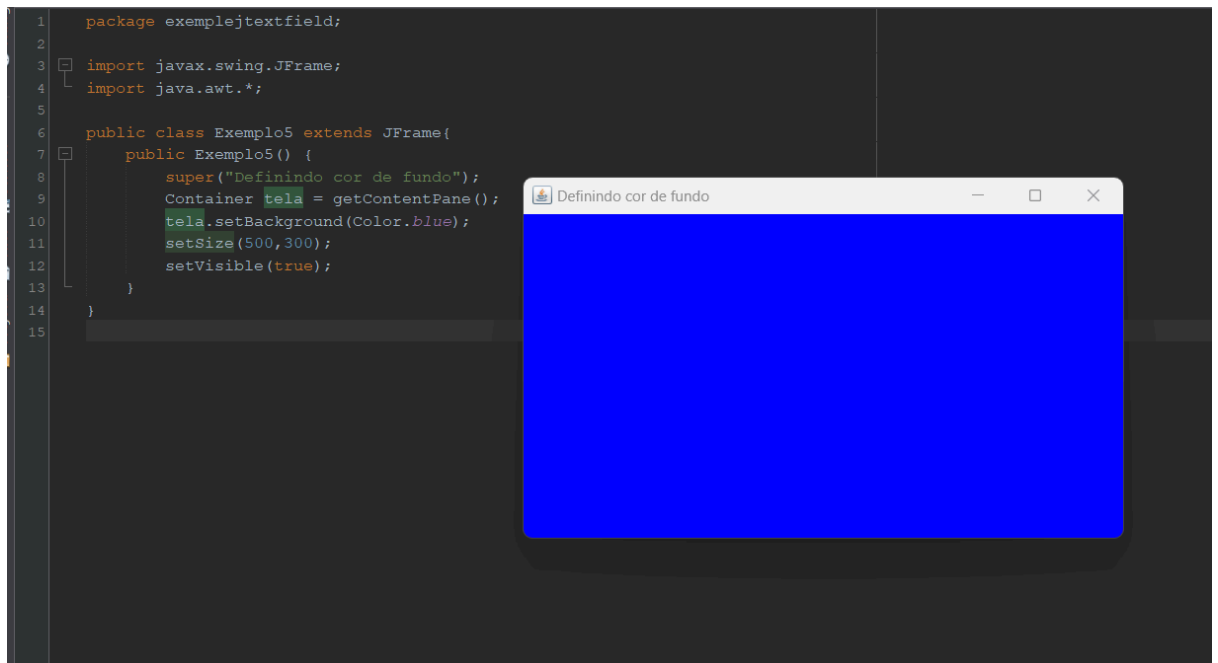 1 package exemplejtextfield;
2
3 import javax.swing.JFrame;
4 import java.awt.*;
5
6 public class Exemplo5 extends JFrame{
7     public Exemplo5() {
8         super("Definindo cor de fundo");
9         Container tela = getContentPane();
10         tela.setBackground(Color.blue);
11         setSize(500,300);
12         setVisible(true);
13     }
14 }
15
Definindo cor de fundo